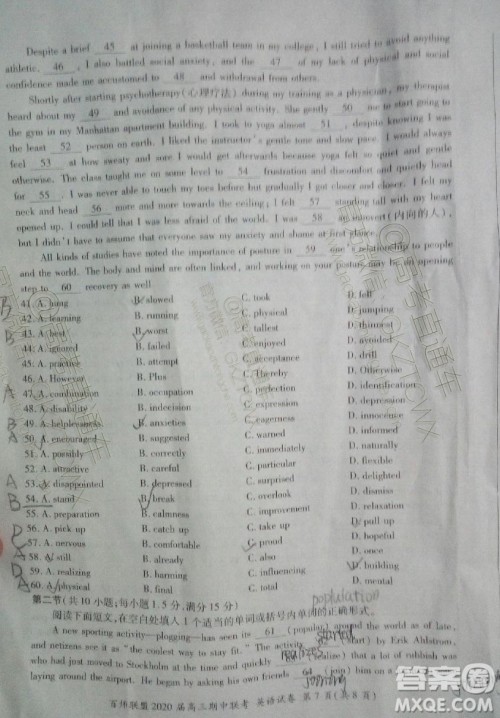 Despite a brief 45 at joining a basketball team in my college, I still tried to avoid anything
athletic. 46 , I also battled social anxiety, and the 47 of my lack of physical and social
confidence made me accustomed to 48 and withdrawal from others.
Shortly after starting psychotherapy(心理疗法) during my training as a physician, my therapist
heard about my 49 and avoidance of any physical activity. She gently 50 me to start going to
the gym in my Manhattan apartment building. I took to yoga almost 51 , despite knowing I was
the least 52 person on earth. I liked the instructor's gentle tone and slow pace. I would always
feel 53 at how sweaty and sore I was afterwards because yoga felt so quiet and gentle
otherwise. The class taught me on some level to 54 frustration and discomfort and quietly head
for 55 . I was never able to touch my toes before but gradually I got closer and closer. I felt my
neck and head 56 more and more towards the ceiling; I felt 57 standing tall with my heart
opened up. I could tell that I was less afraid of the world. I was 58 an introvert(内向的人),
but I didn't have to assume that everyone saw my anxiety and shame at first glance.
All kinds of studies have noted the importance of posture in 59 one's relationship to people
and the world. The body and mind are often linked, and working on your posture may be an opening
step to 60 recovery as well.
B 41. A. hung B. slowed C. took D. fell
42. A. learning B. running C. physical D. jumping
B 43. A. best B. worst C. tallest D. thinnest
44. A. ignored B. refused C. enjoyed D. avoided
45. A. practice B. attempt C. acceptance D. drill
46. A. However B. Plus C. Thereby D. Otherwise
A 47. A. combination B. occupation C. perfection D. identification
48. A. disability B. indecision C. expression D. depression
B 49. A. helplevancks B. anxieties C. eagerness D. innocence
A 50. A. encouraged B. suggested C. warned D. informed
51. A. possibly B. correctly C. immediately D. naturally
52. A. attractive B. careful C. particular D. flexible
A 53. A. disappointed B. depressed C. surprised D. delighted
B 54. A. stand B. break C. overlook D. dismiss
55. A. preparation B. calmness C. improvement D. relaxation
D 56. A. pick up B. catch up C. take up D. pull up
C 57. A. nervous B. comfortable C. proud D. hopeful
A 58. A. still B. already C. also D. once
D 59. A. realizing B. harming C. influencing D. building
A 60. A. physical B. final C. total D. mental
第二节(共10小题;每小题1.5分,满分15分) population
阅读下面短文,在空白处填入1个适当的单词或括号内单词的正确形式。
A new sporting activity—plogging—has seen its 61 (popular) around the world as of late,
and netizens see it as "the coolest way to stay fit". The activity by Erik Ahlstrom,
who had moved to Stockholm and quickly a lot of rubbish was
laying around the airport. He began by asking his own friends 64 (join) him as part of the
百师联盟2020届高三期中联考 英语试卷 第7页(共8页)